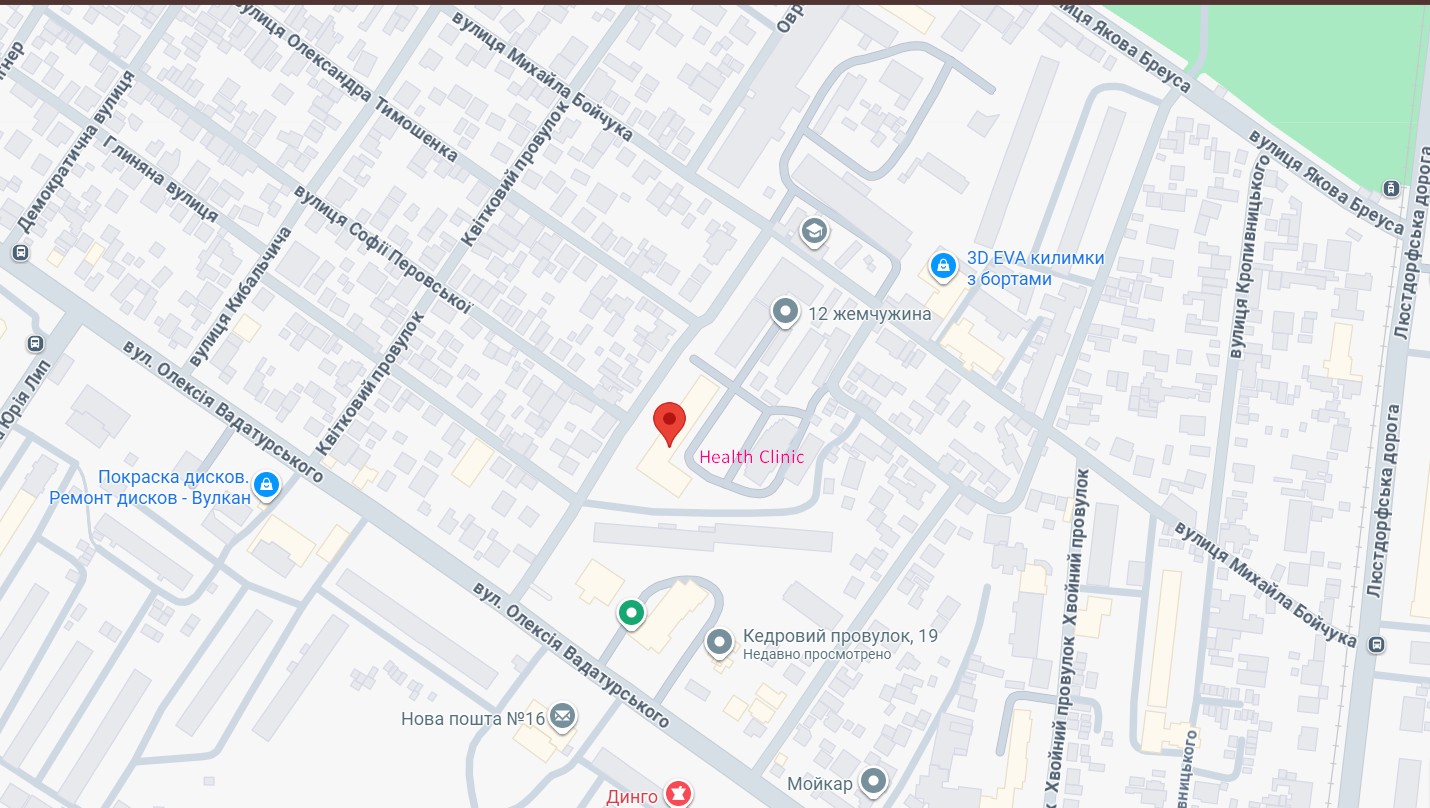 вулиця Олександра Тимошенка
вулиця Михайла Бойчука
вулиця Якова Бреуса
Демократична вулиця
Глиняна вулиця
Квітковий провулок
вулиця Софії Перовської
вулиця Кибальчича
Квітковий провулок
вул. Олексія Вадатурського
Юрія Лип
вулиця Якова Бреуса
вулиця Кропивницького
Люстдорфська дорога
3D EVA килимки
з бортами
12 жемчужина
Health Clinic
Покраска дисков.
Ремонт дисков - Вулкан
Люстдорфська дорога
Хвойний провулок
вулиця Михайла Бойчука
вул. Олексія Вадатурського
Кедровий провулок, 19
Недавно просмотрено
Хвойний провулок
Нова пошта №16
Мойкар
Динго